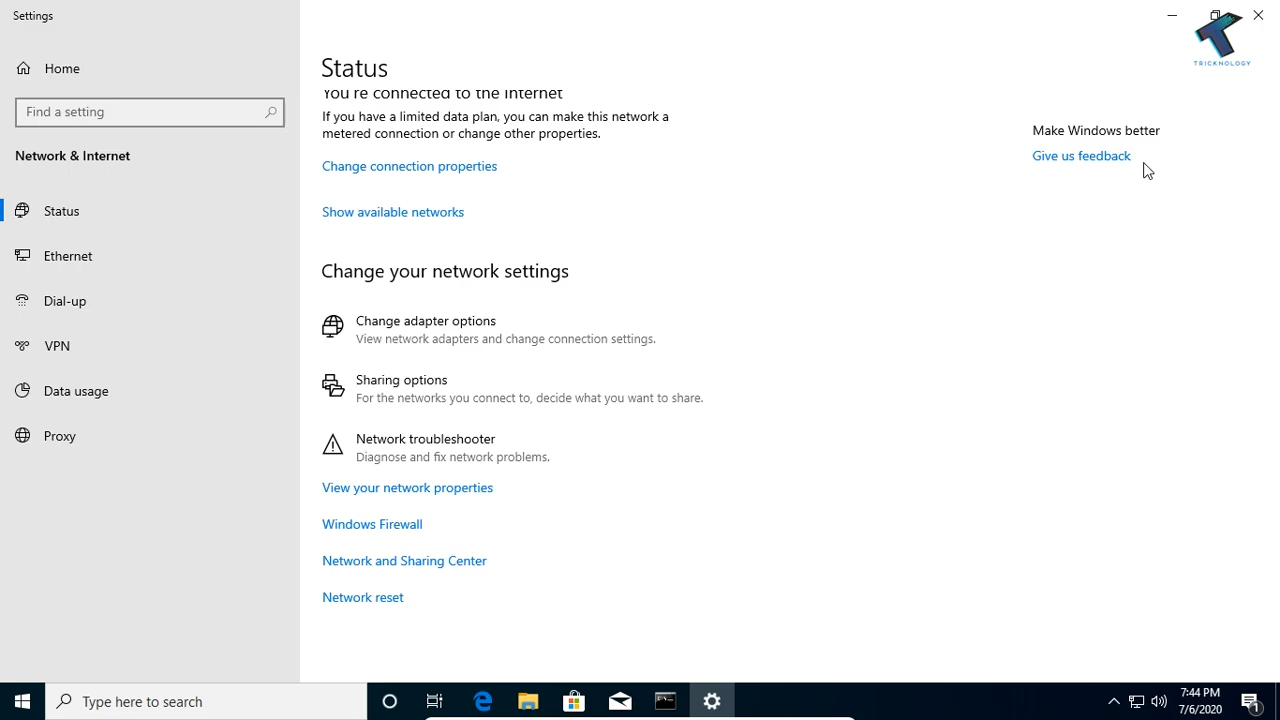 Settings
TRICKNOLOGY
Home
Find a setting
Network & Internet
Status
Ethernet
Dial-up
VPN
Data usage
Proxy
Status
You're connected to the Internet
If you have a limited data plan, you can make this network a
metered connection or change other properties.
Change connection properties
Show available networks
Change your network settings
Change adapter options
View network adapters and change connection settings.
Sharing options
For the networks you connect to, decide what you want to share.
Network troubleshooter
Diagnose and fix network problems.
View your network properties
Windows Firewall
Network and Sharing Center
Network reset
Make Windows better
Give us feedback
Type here to search
7:44 PM
7/6/2020
1